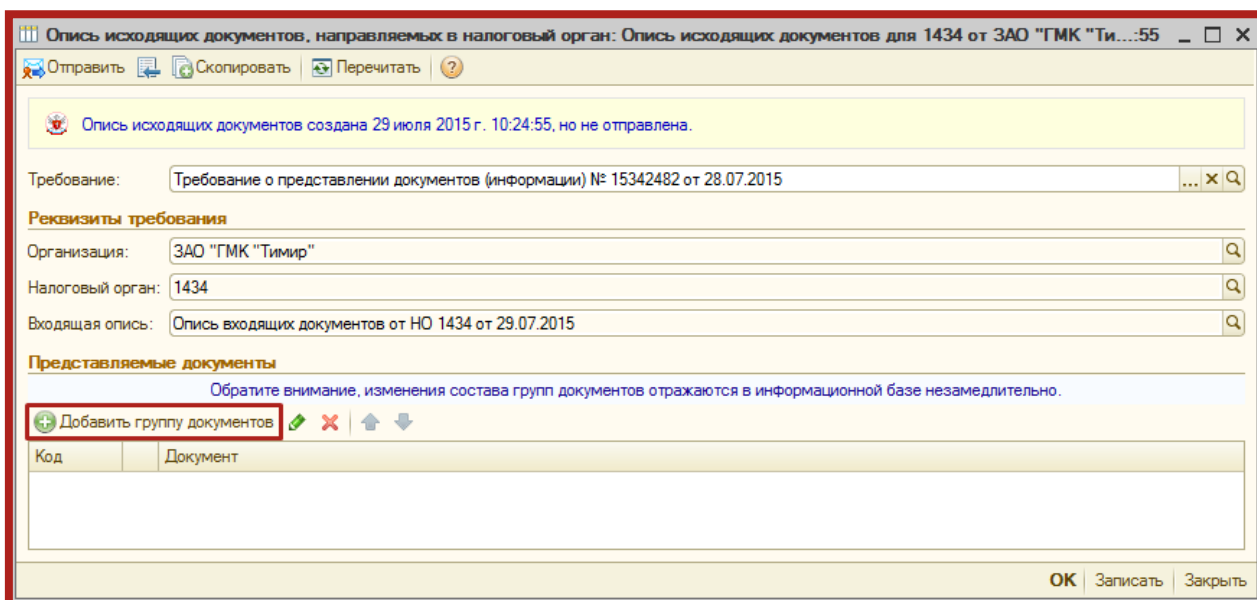 Опись исходящих документов, направляемых в налоговый орган: Опись исходящих документов для 1434 от ЗАО "ГМК "Ти...:55
Отправить Скопировать Перечитать ?
Опись исходящих документов создана 29 июля 2015 г. 10:24:55, но не отправлена.
Требование: Требование о представлении документов (информации) № 15342482 от 28.07.2015 ...
Реквизиты требования
Организация: ЗАО "ГМК "Тимир"
Налоговый орган: 1434
Входящая опись: Опись входящих документов от НО 1434 от 29.07.2015
Представляемые документы
Обратите внимание, изменения состава групп документов отражаются в информационной базе незамедлительно.
Добавить группу документов
Код Документ
OK Записать Закрыть